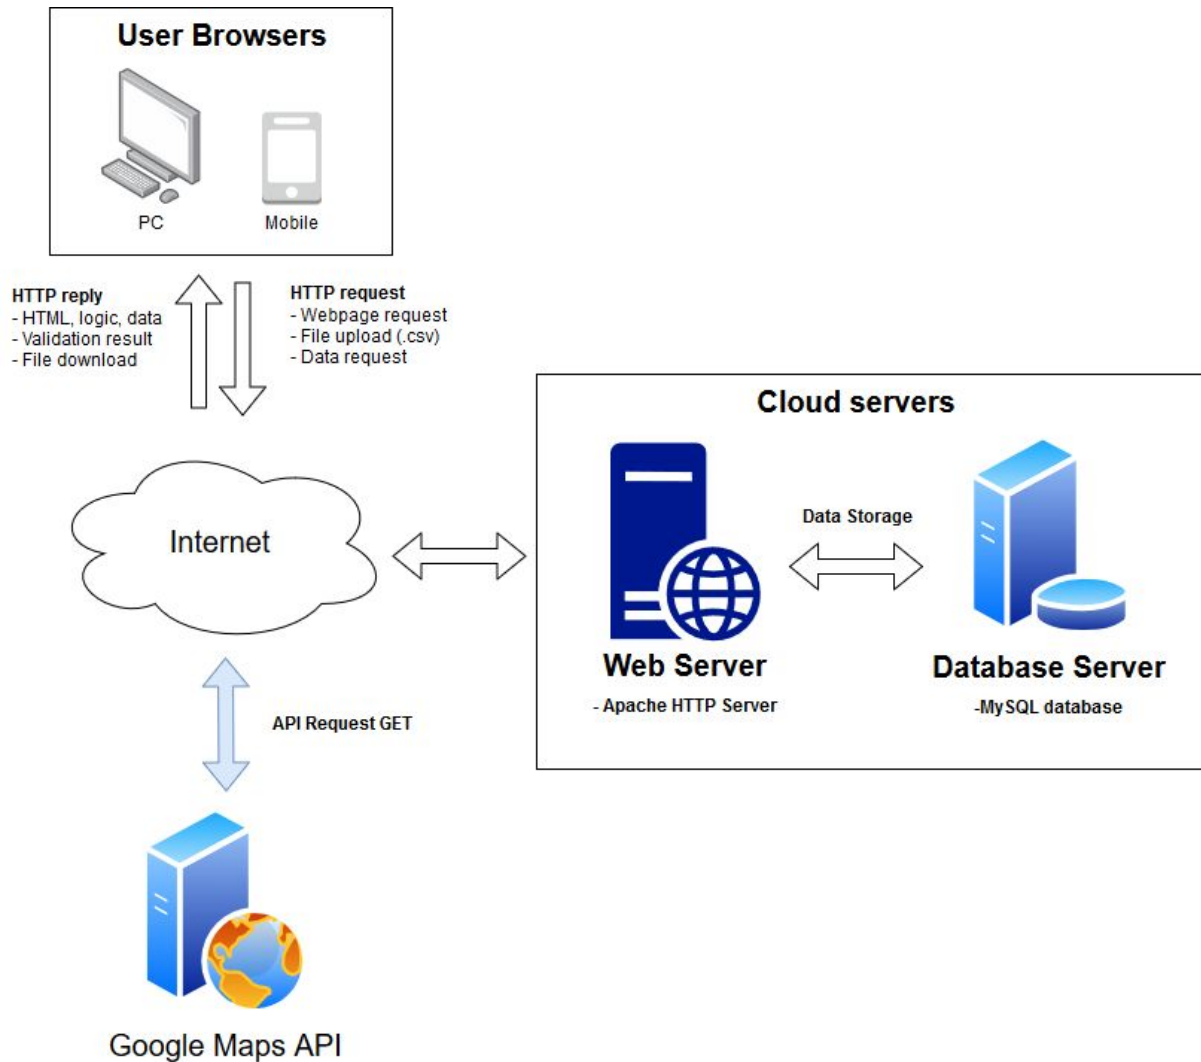 User Browsers
PC
Mobile
HTTP reply
- HTML, logic, data
- Validation result
- File download
HTTP request
- Webpage request
- File upload (.csv)
- Data request
Cloud servers
Data Storage
Internet
Web Server
- Apache HTTP Server
Database Server
-MySQL database
API Request GET
Google Maps API